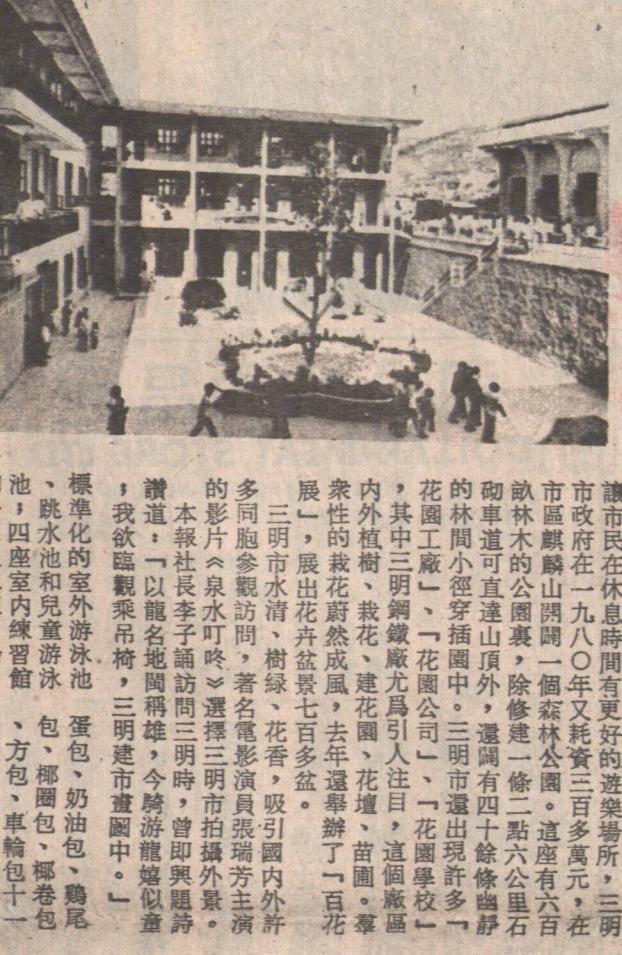 讓市民在休息時間有更好的遊樂場所，三明
市政府在一九八〇年又耗資三百多萬元，在
市區麒麟山開闢一個森林公園。這座有六百
畝林木的公園裏，除修建一條二點六公里石
砌車道可直達山頂外，還闢有四十餘條幽靜
的林間小徑穿插園中。三明市還出現許多「
花園工廠」、「花園公司」、「花園學校」
，其中三明鋼鐵廠尤爲引人注目，這個廠區
內外植樹、栽花、建花園、花壇、苗圃。羣
衆性的栽花蔚然成風，去年還舉辦了「百花
展」，展出花卉盆景七百多盆。
三明市水清、樹綠、花香，吸引國內外許
多同胞參觀訪問，著名電影演員張瑞芳主演
的影片《泉水叮咚》選擇三明市拍攝外景。
本報社長李子誦訪問三明時，曾即興題詩
讚道：「以龍名地閩稱雄，今騎游龍嬉似童
；我欲臨觀乘吊椅，三明建市畫圖中。」
標準化的室外游泳池
、跳水池和兒童游泳
池；四座室内練習館
蛋包、奶油包、鷄尾
包、椰圈包、椰卷包
、方包、車輪包十一